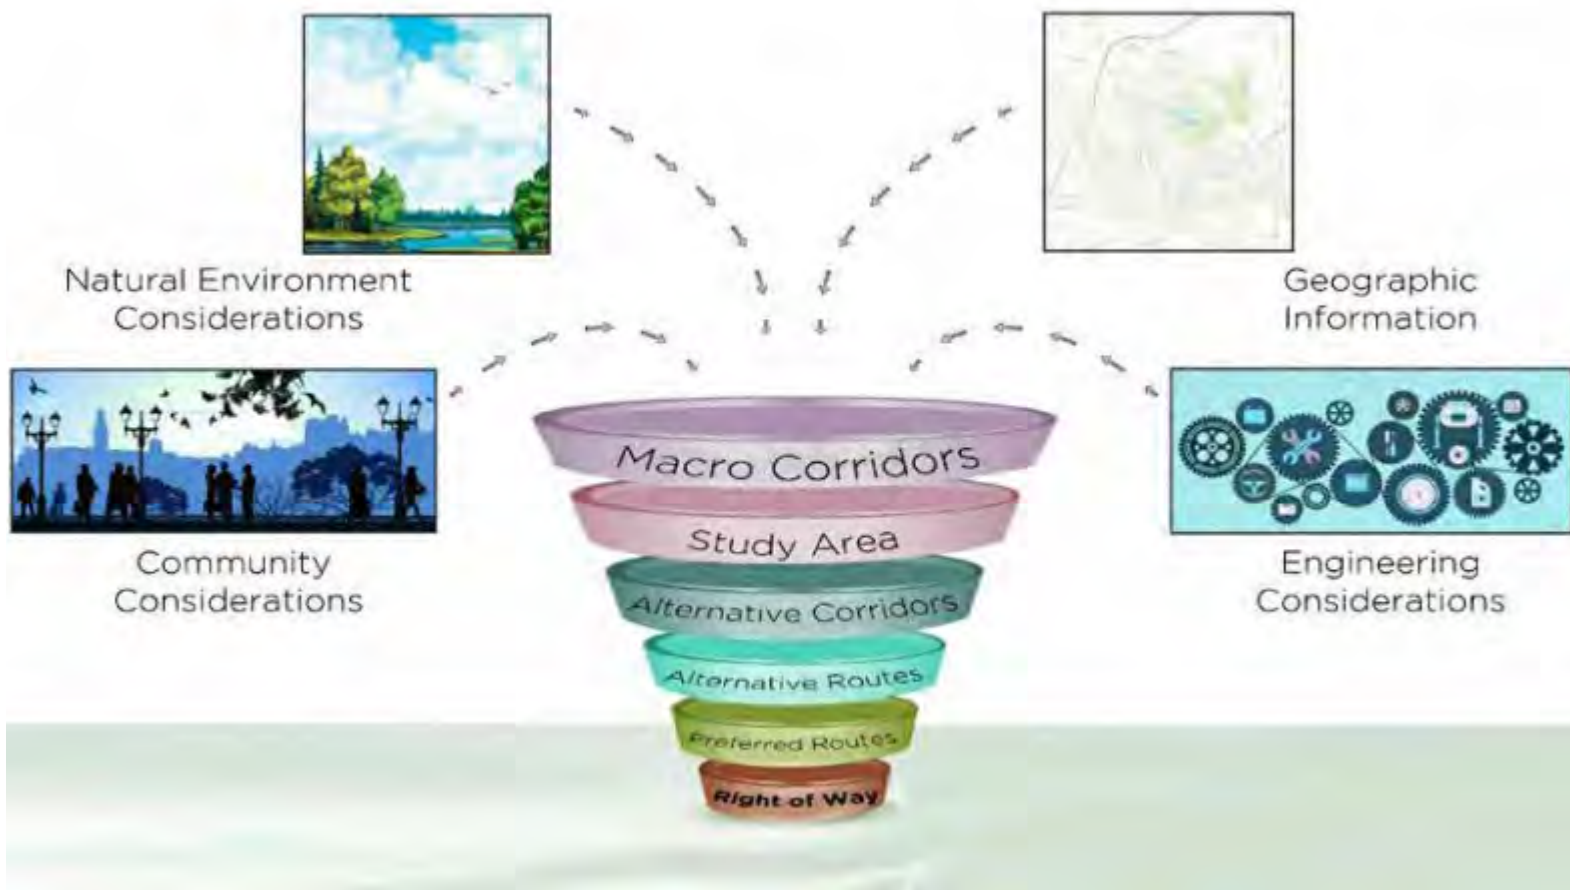 Natural Environment
Considerations
Geographic
Information
Community
Considerations
Engineering
Considerations
Macro Corridors
Study Area
Alternative Corridors
Alternative Routes
Preferred Routes
Right of Way